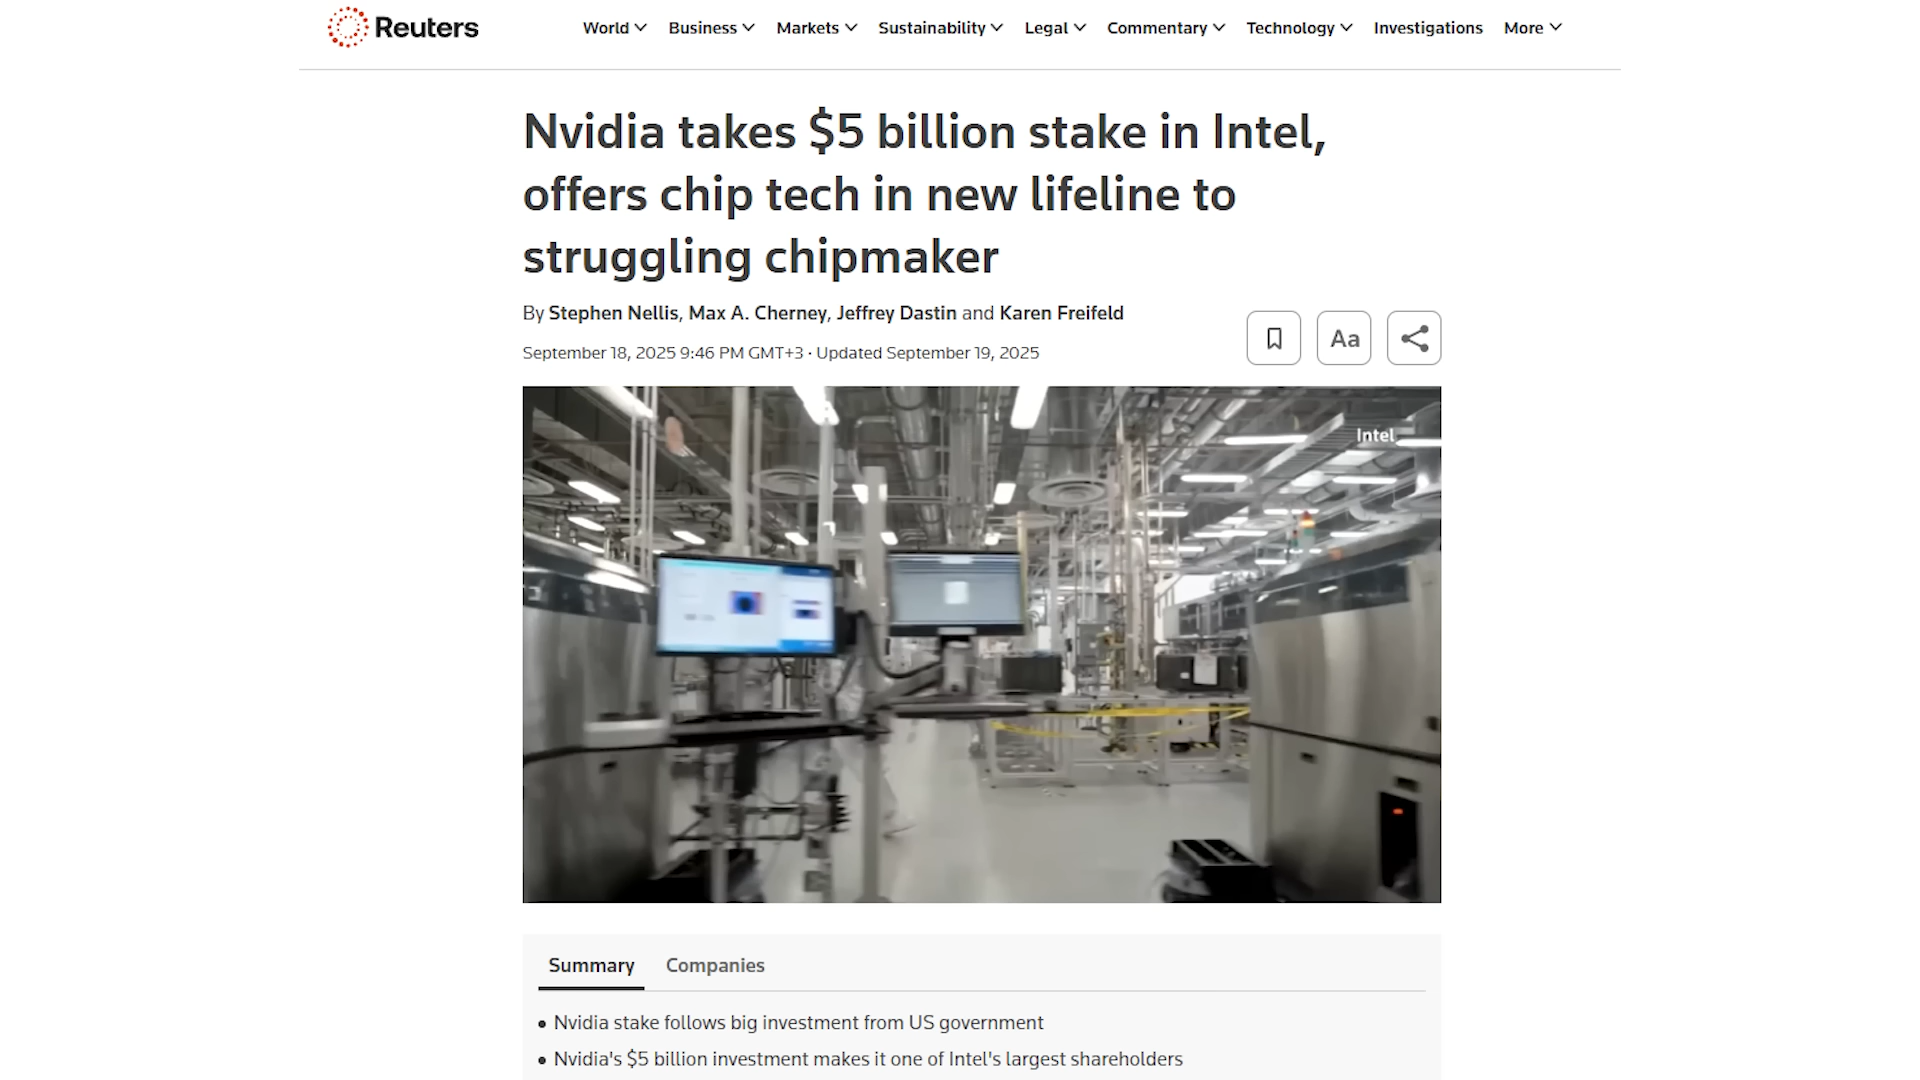 Reuters
World Business Markets Sustainability Legal Commentary Technology Investigations More
Nvidia takes $5 billion stake in Intel,
offers chip tech in new lifeline to
struggling chipmaker
By Stephen Nellis, Max A. Cherney, Jeffrey Dastin and Karen Freifeld
September 18, 2025 9:46 PM GMT+3 · Updated September 19, 2025
Aa
Intel
Summary Companies
• Nvidia stake follows big investment from US government
• Nvidia's $5 billion investment makes it one of Intel's largest shareholders